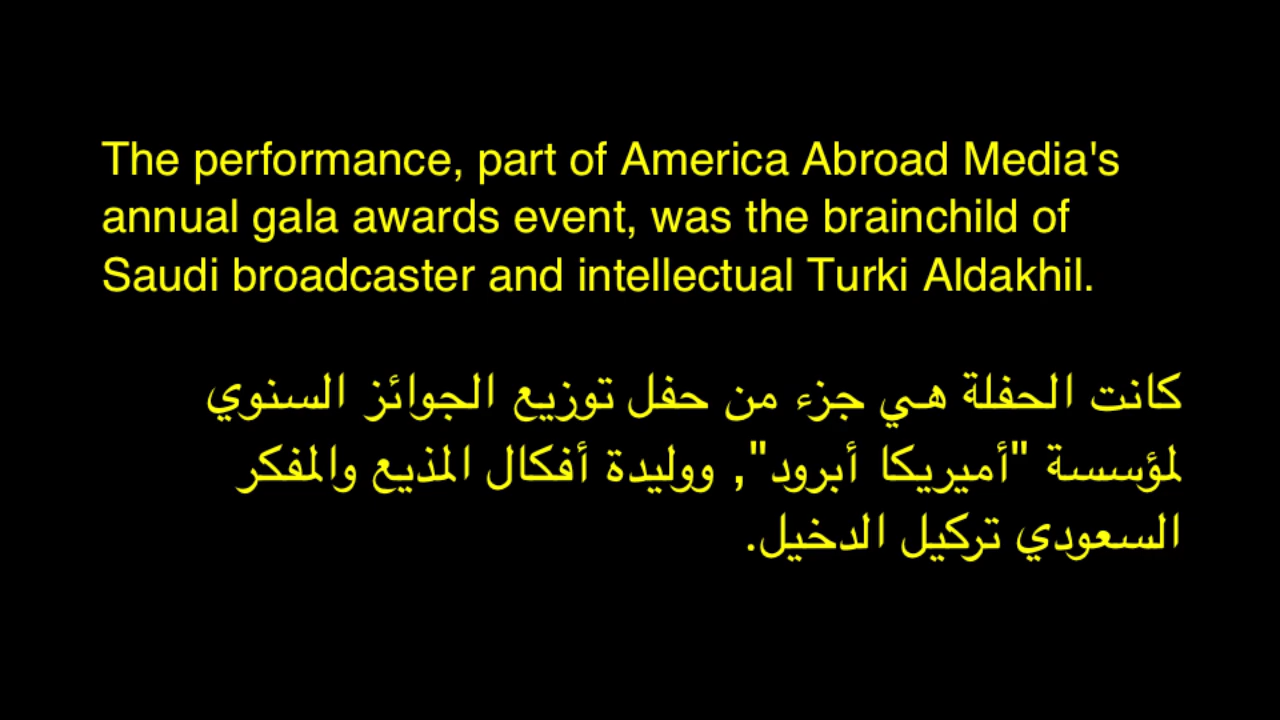 The performance, part of America Abroad Media's
annual gala awards event, was the brainchild of
Saudi broadcaster and intellectual Turki Aldakhil.
كانت الحفلة هي جزء من حفل توزيع الجوائز السنوي
لمؤسسة "أميريكا أبرود", ووليدة أفكال المذيع والمفكر
السعودي تركيل الدخيل.